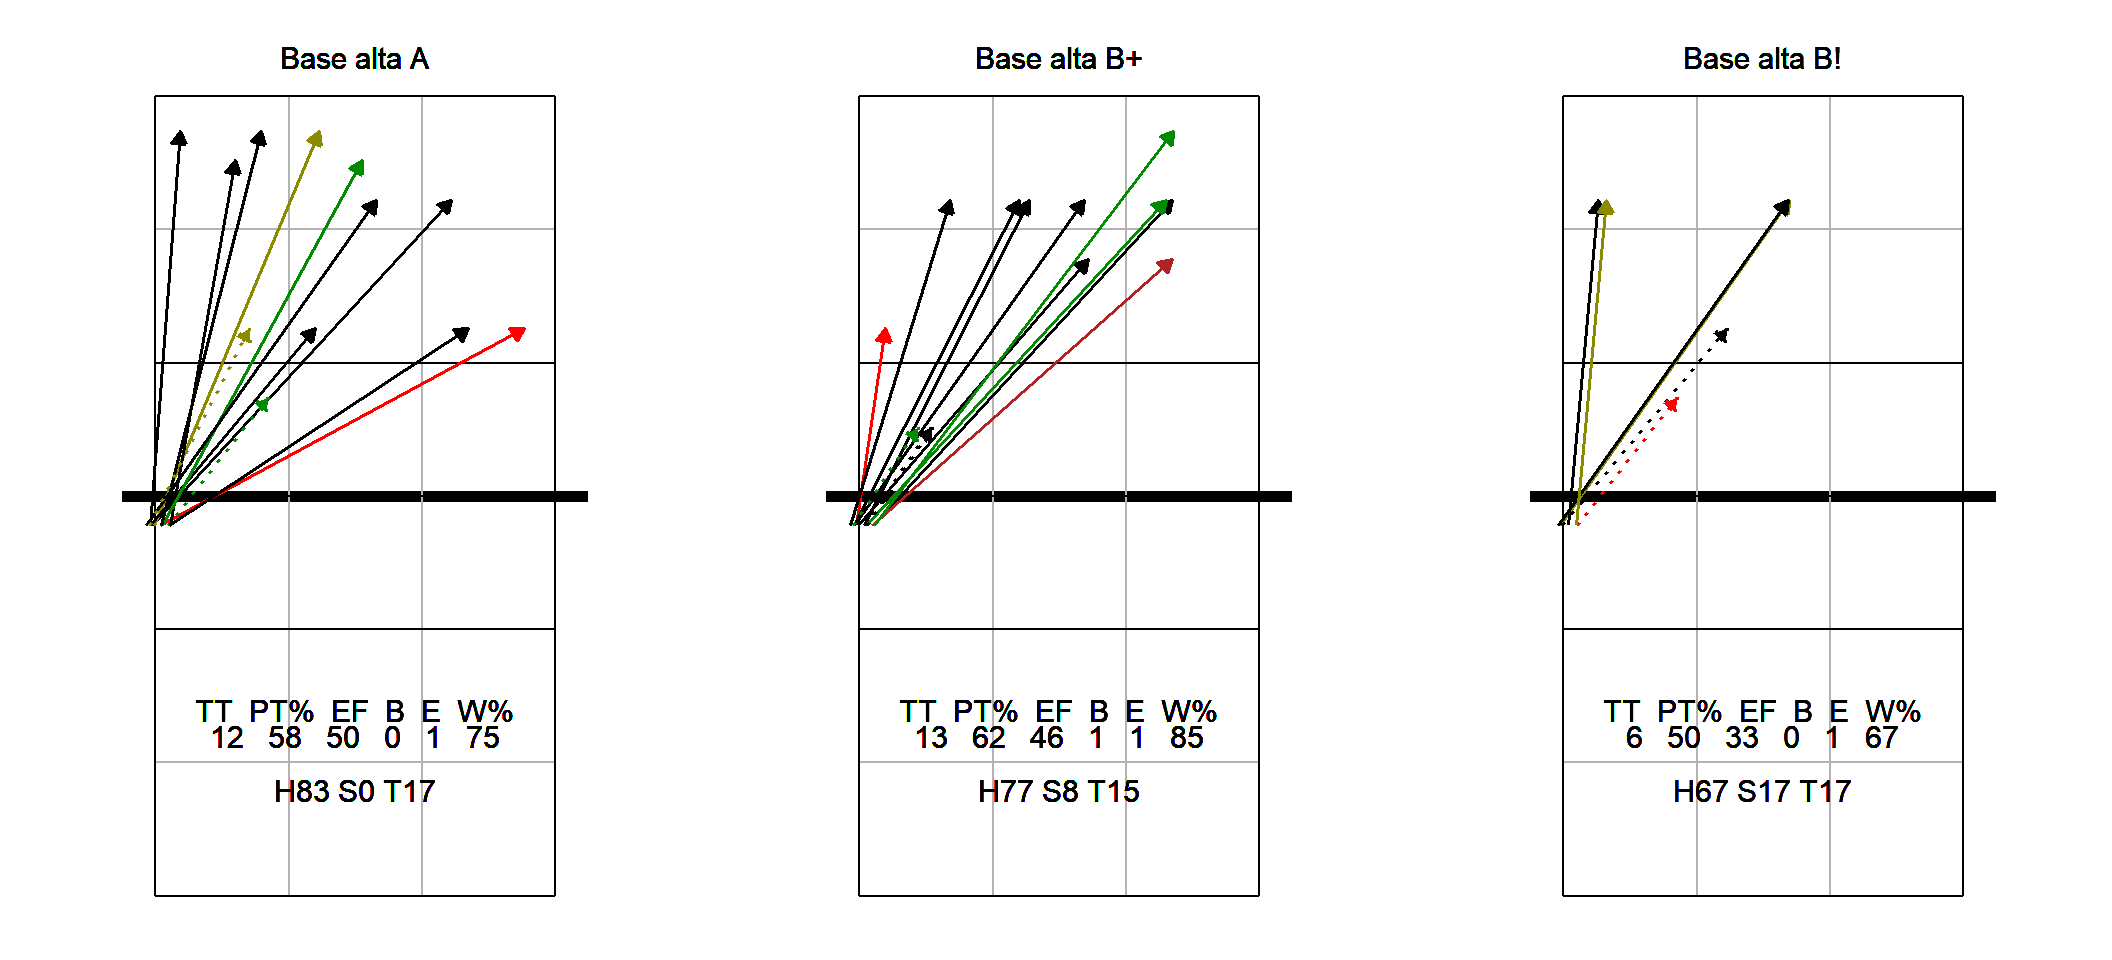 Base alta A
TT PT% EF B E W%
12 58 50 0 1 75
H83 S0 T17
Base alta B+
TT PT% EF B E W%
13 62 46 1 1 85
H77 S8 T15
Base alta B!
TT PT% EF B E W%
6 50 33 0 1 67
H67 S17 T17